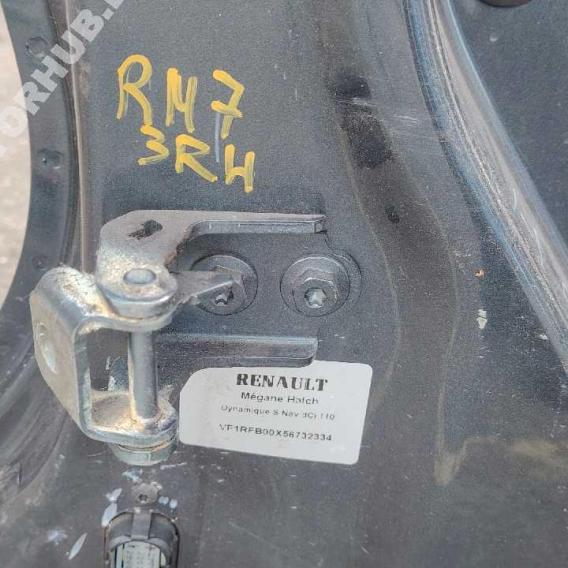 RM7
3RH
RENAULT
Mégane Hatch
Dynamique S Nav dCi 110
VF1RFB00X56732334